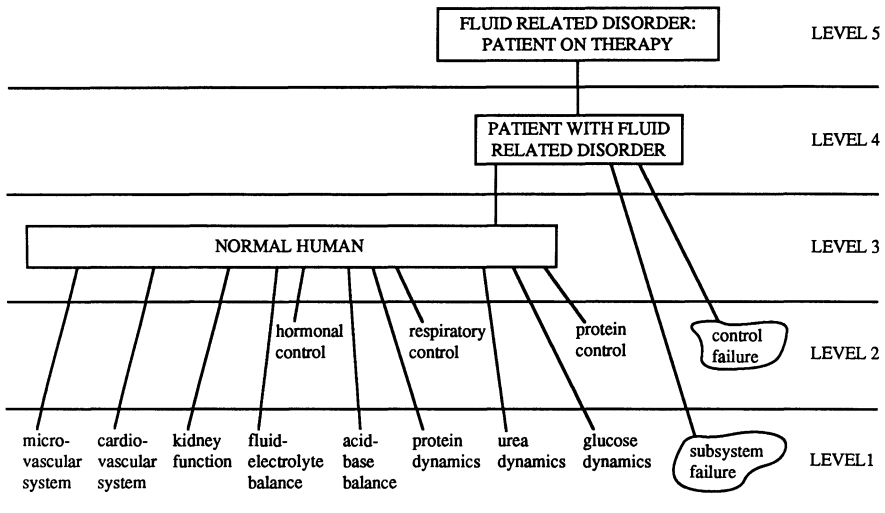 FLUID RELATED DISORDER:
PATIENT ON THERAPY
LEVEL 5
PATIENT WITH FLUID
RELATED DISORDER
LEVEL 4
NORMAL HUMAN
LEVEL 3
hormonal
control
respiratory
control
protein
control
control
failure
LEVEL 2
micro-
vascular
system
cardio-
vascular
system
kidney
function
fluid-
electrolyte
balance
acid-
base
balance
protein
dynamics
urea
dynamics
glucose
dynamics
subsystem
failure
LEVEL1